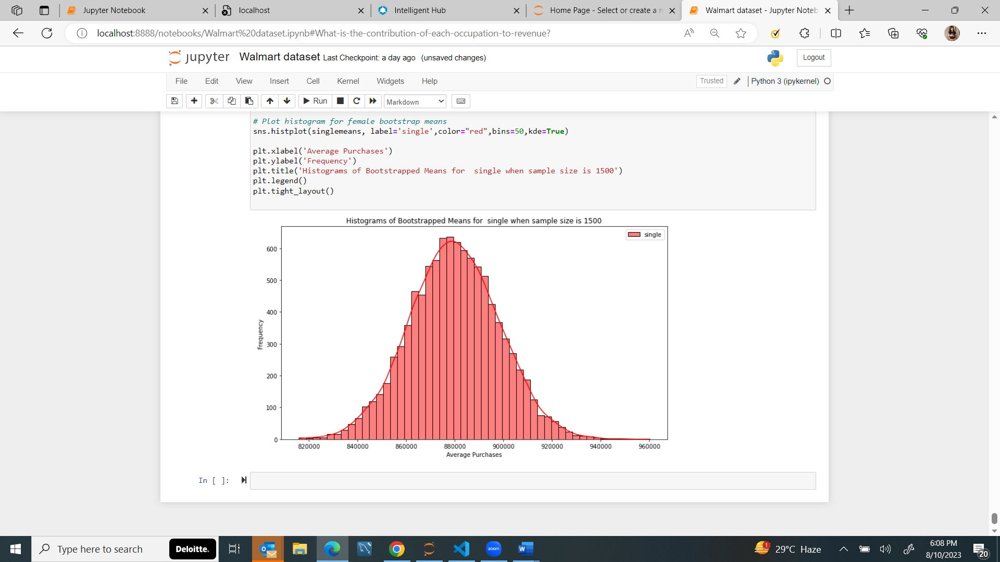 Jupyter Notebook
localhost
Intelligent Hub
Home Page - Select or create a n
Walmart dataset - Jupyter Noteb
localhost:8888/notebooks/Walmart%20dataset.ipynb#What-is-the-contribution-of-each-occupation-to-revenue?
jupyter Walmart dataset Last Checkpoint: a day ago (unsaved changes)
Logout
File Edit View Insert Cell Kernel Widgets Help
Trusted
Python 3 (ipykernel)
Run
Markdown
# Plot histogram for female bootstrap means
sns.histplot(singlemeans, label='single',color="red",bins=50,kde=True)
plt.xlabel('Average Purchases')
plt.ylabel('Frequency')
plt.title('Histograms of Bootstrapped Means for  single when sample size is 1500')
plt.legend()
plt.tight_layout()
Histograms of Bootstrapped Means for  single when sample size is 1500
single
600
500
400
300
200
100
0
Frequency
820000 840000 860000 880000 900000 920000 940000 960000
Average Purchases
In [ ]:
Type here to search
Deloitte.
zoom
1
29°C Haze
6:08 PM
8/10/2023
20